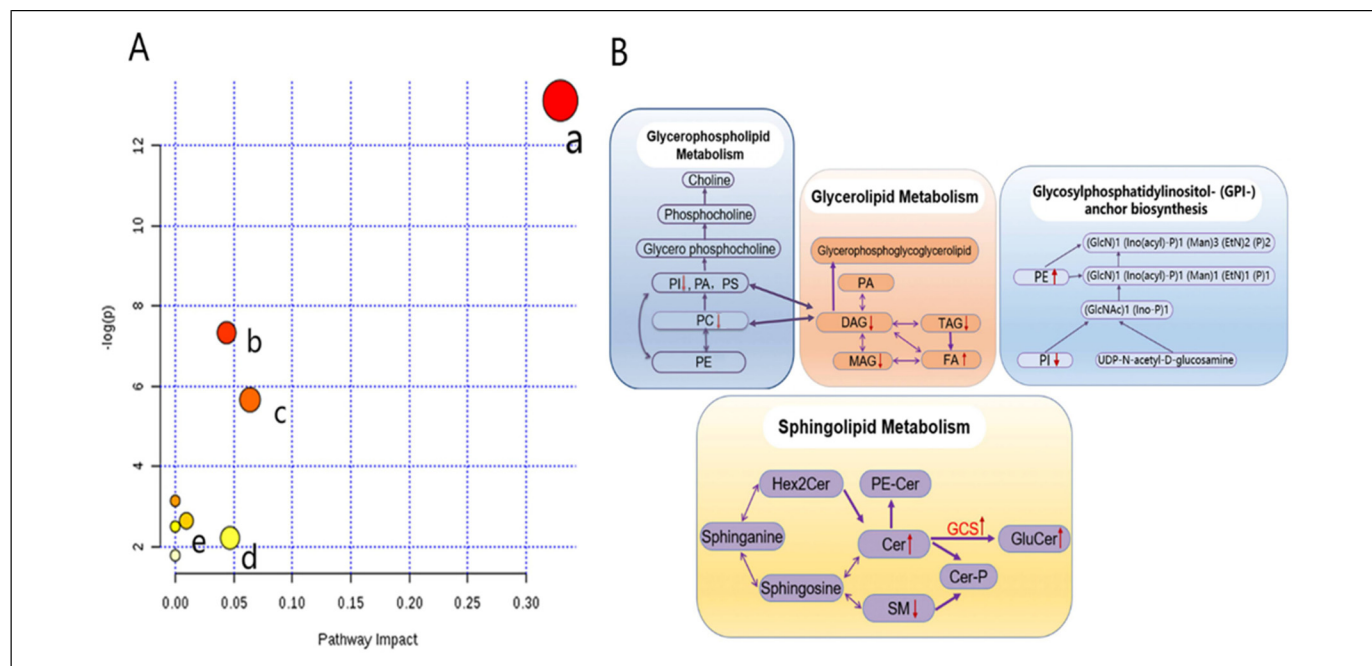 A
a
b
c
e
d
12
10
8
6
4
2
-log(p)
0.00 0.05 0.10 0.15 0.20 0.25 0.30
Pathway Impact
B
Glycerophospholipid
Metabolism
Choline
Phosphocholine
Glycero phosphocholine
PI↓, PA, PS
PC↓
PE
Glycerolipid Metabolism
Glycerophosphoglycoglycerolipid
PA
DAG↓ TAG↓
MAG↓ FA↑
Glycosylphosphatidylinositol- (GPI-)
anchor biosynthesis
(GlcN)1 (Ino(acyl)-P)1 (Man)3 (EtN)2 (P)2
PE↑ (GlcN)1 (Ino(acyl)-P)1 (Man)1 (EtN)1 (P)1
(GlcNAc)1 (Ino-P)1
PI↓ UDP-N-acetyl-D-glucosamine
Sphingolipid Metabolism
Hex2Cer PE-Cer
Sphinganine Cer↑ GCS↑ GluCer↑
Sphingosine Cer-P
SM↓